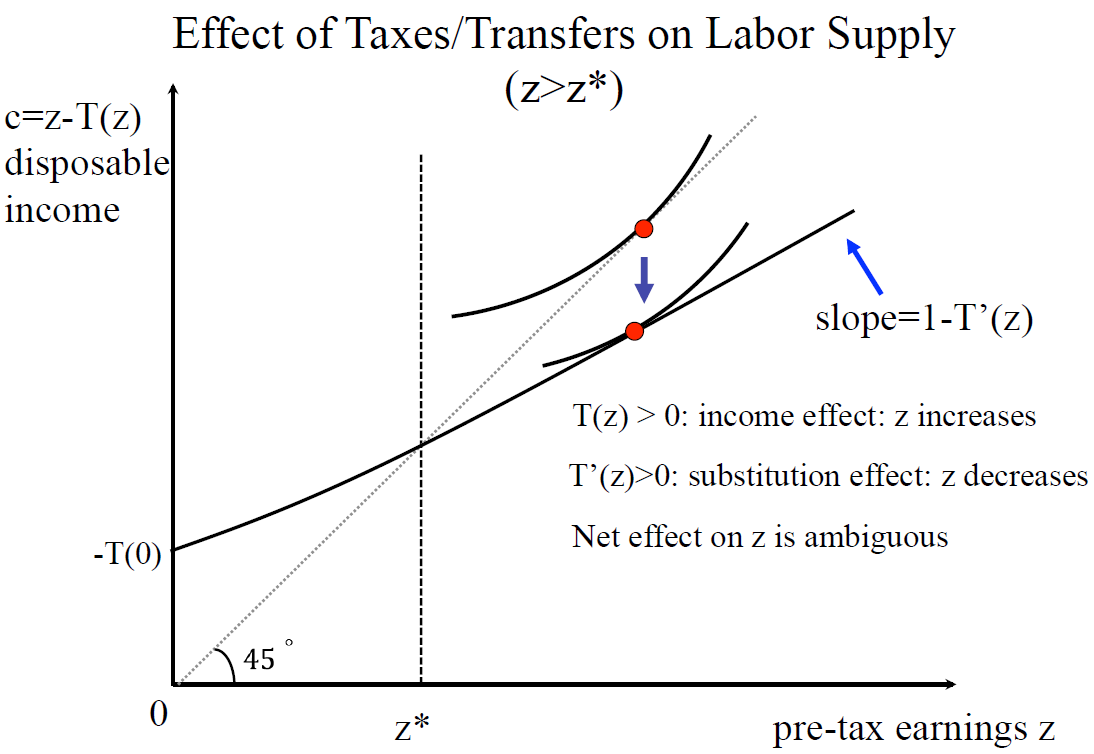 Effect of Taxes/Transfers on Labor Supply
(z>z*)
c=z-T(z)
disposable
income
slope=1-T’(z)
T(z) > 0: income effect: z increases
T’(z)>0: substitution effect: z decreases
Net effect on z is ambiguous
-T(0)
45°
0
z*
pre-tax earnings z